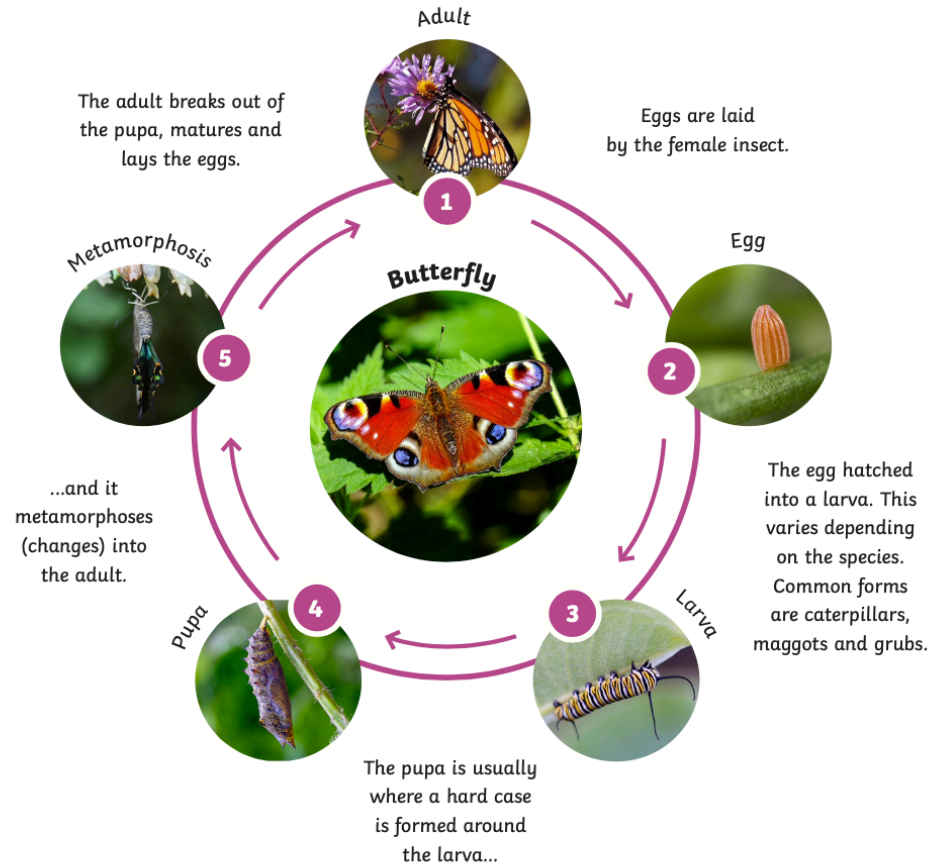 Adult
1
Eggs are laid
by the female insect.
Egg
2
The egg hatched
into a larva. This
varies depending
on the species.
Common forms
are caterpillars,
maggots and grubs.
Larva
3
The pupa is usually
where a hard case
is formed around
the larva...
Pupa
4
...and it
metamorphoses
(changes) into
the adult.
Metamorphosis
5
The adult breaks out of
the pupa, matures and
lays the eggs.
Butterfly